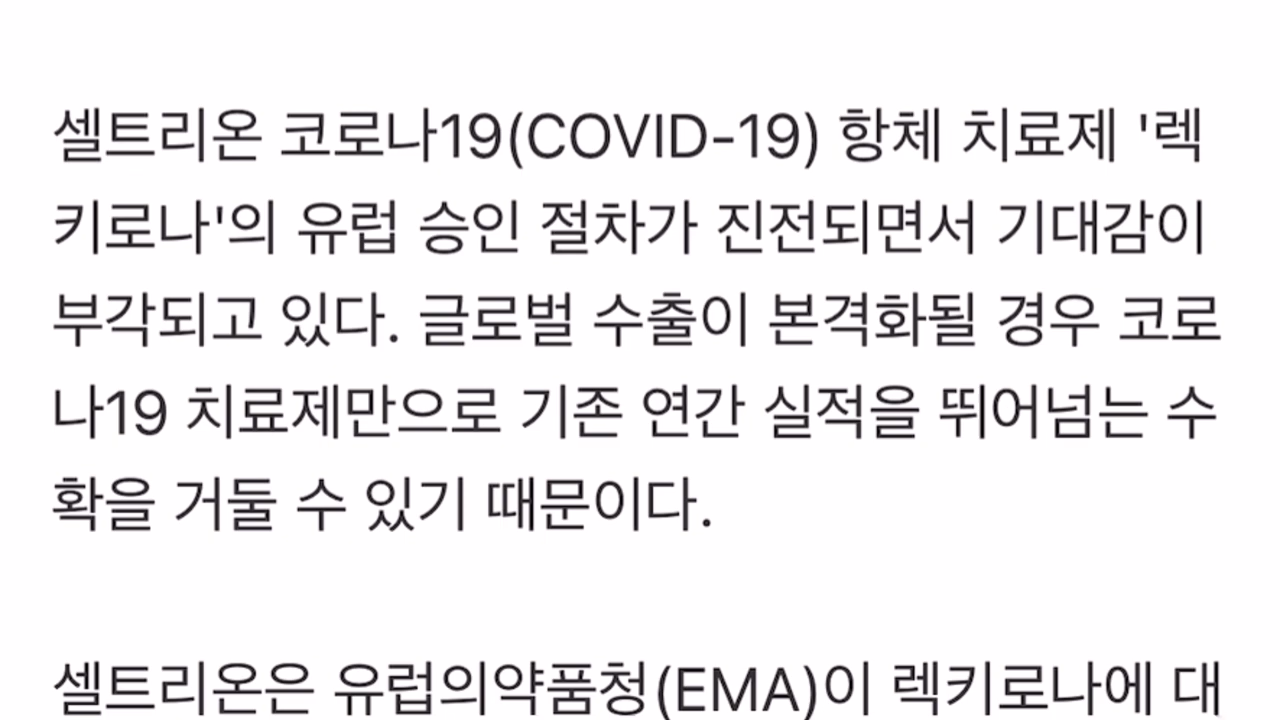 셀트리온 코로나19(COVID-19) 항체 치료제 '렉
키로나'의 유럽 승인 절차가 진전되면서 기대감이
부각되고 있다. 글로벌 수출이 본격화될 경우 코로
나19 치료제만으로 기존 연간 실적을 뛰어넘는 수
확을 거둘 수 있기 때문이다.
셀트리온은 유럽의약품청(EMA)이 렉키로나에 대